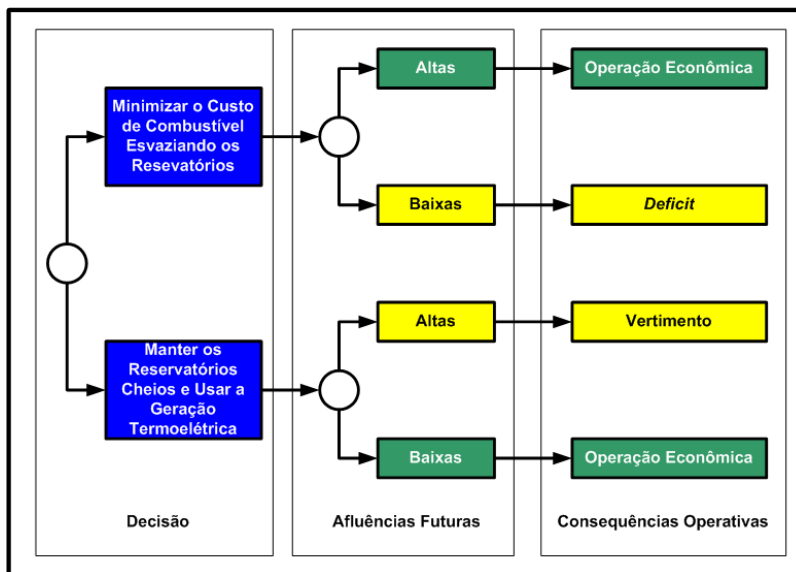 Minimizar o Custo
de Combustível
Esvaziando os
Resevatórios
Altas
Operação Econômica
Baixas
Deficit
Manter os
Reservatórios
Cheios e Usar a
Geração
Termoelétrica
Altas
Vertimento
Baixas
Operação Econômica
Decisão
Afluências Futuras
Consequências Operativas